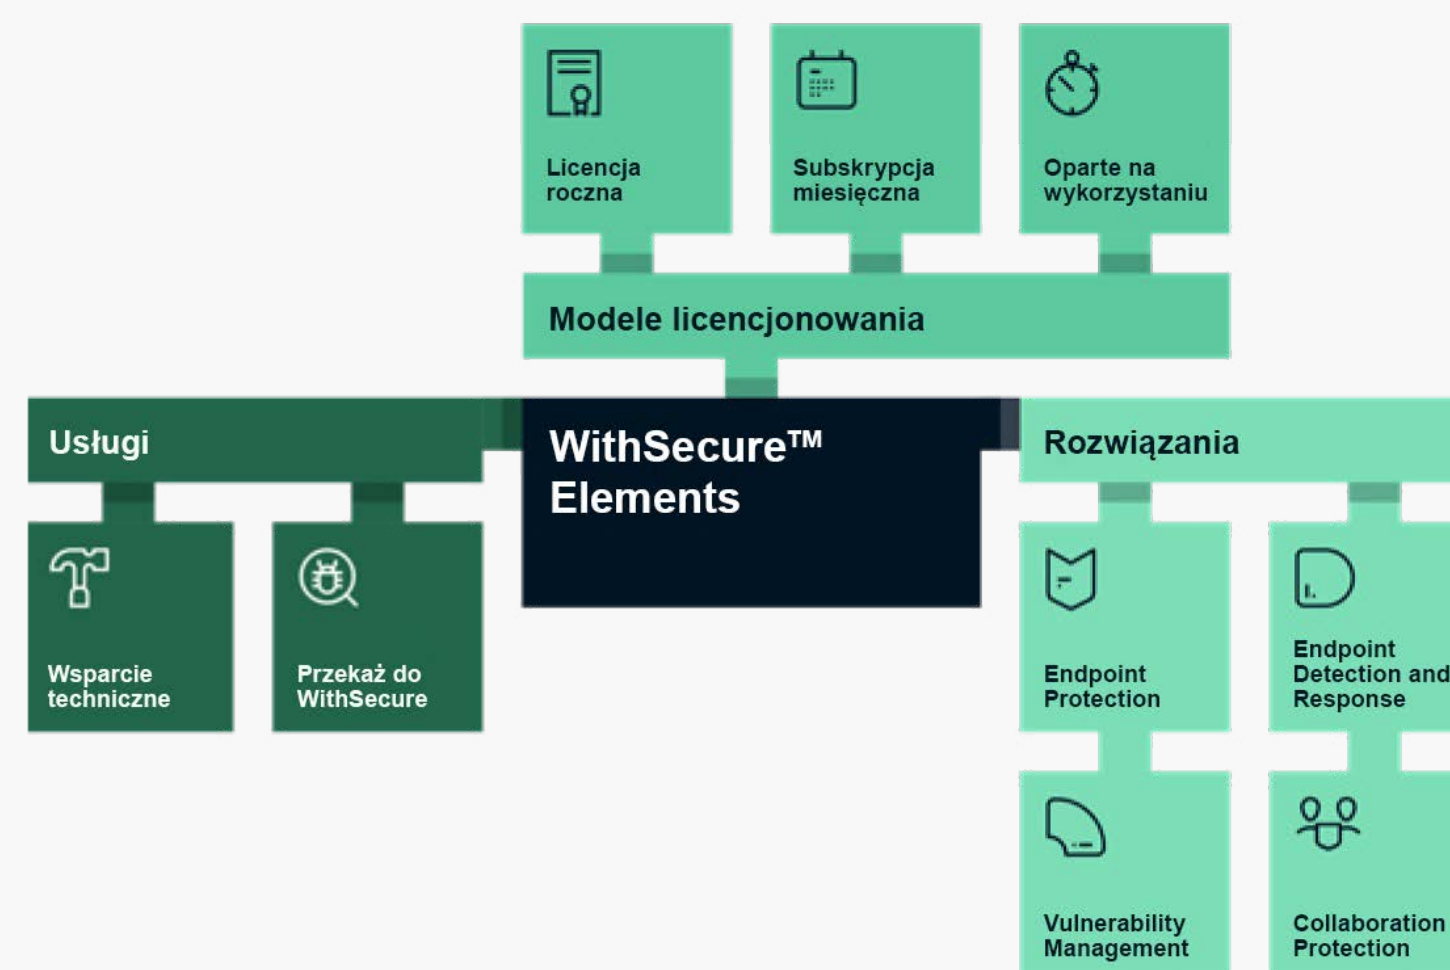 Licencja
roczna
Subskrypcja
miesięczna
Oparte na
wykorzystaniu
Modele licencjonowania
Usługi
WithSecure™
Elements
Rozwiązania
Wsparcie
techniczne
Przekaż do
WithSecure
Endpoint
Protection
Endpoint
Detection and
Response
Vulnerability
Management
Collaboration
Protection